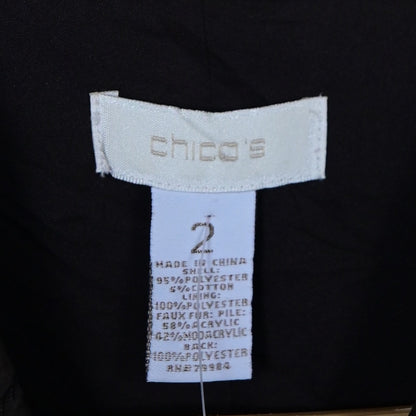 chico's
2
MADE IN CHINA
SHELL:
95%POLYESTER
5%COTTON
LINING:
100%POLYESTER
FAUX FUR: PILE:
58%ACRYLIC
42%MODACRYLIC
BACK:
100%POLYESTER
RN#79984